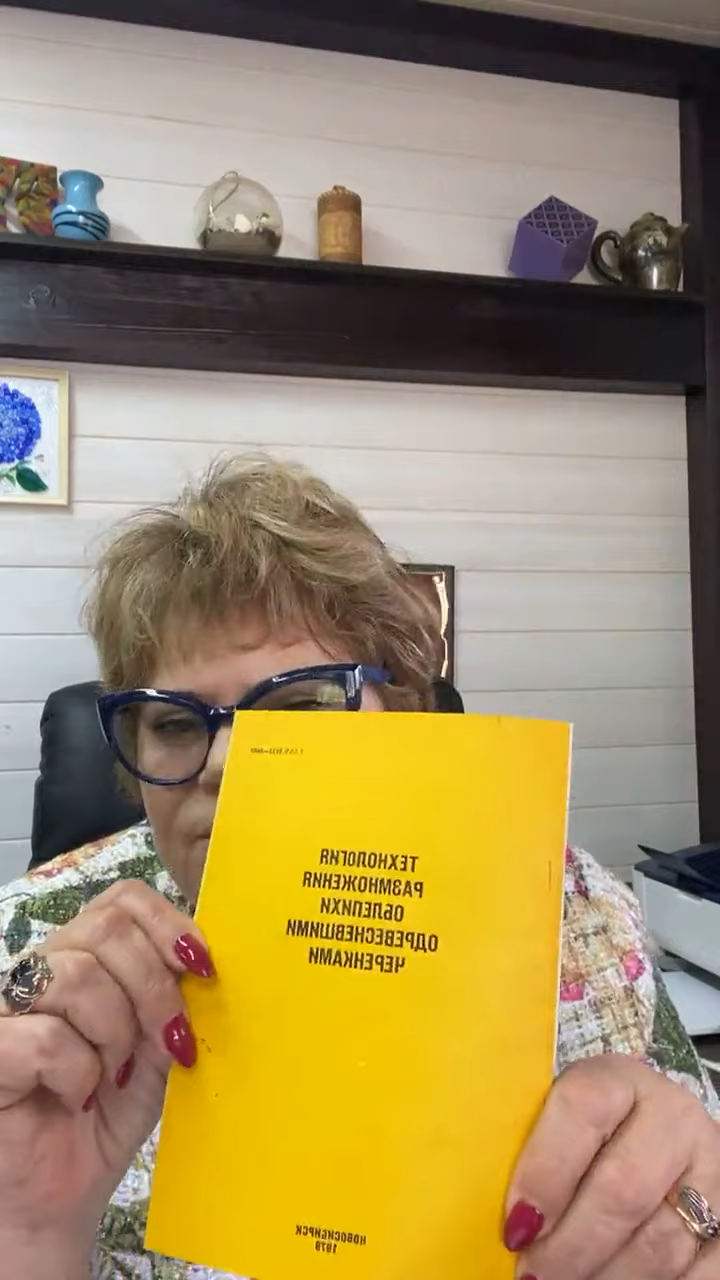 ТЕХНОЛОГИЯ
РАЗМНОЖЕНИЯ
ОБЛЕПИХИ
ОДРЕВЕСНЕВШИМИ
ЧЕРЕНКАМИ
НОВОСИБИРСК
1979